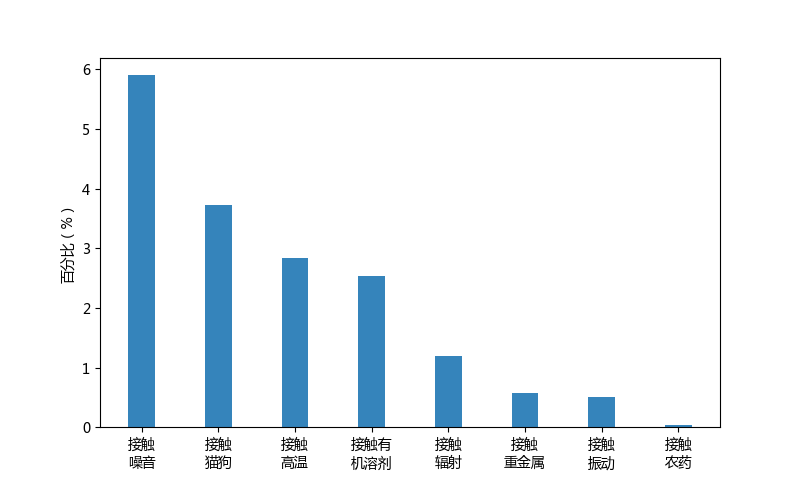 6
5
4
3
2
1
0
百分比（%）
接触
噪音
接触
猫狗
接触
高温
接触有
机溶剂
接触
辐射
接触
重金属
接触
振动
接触
农药